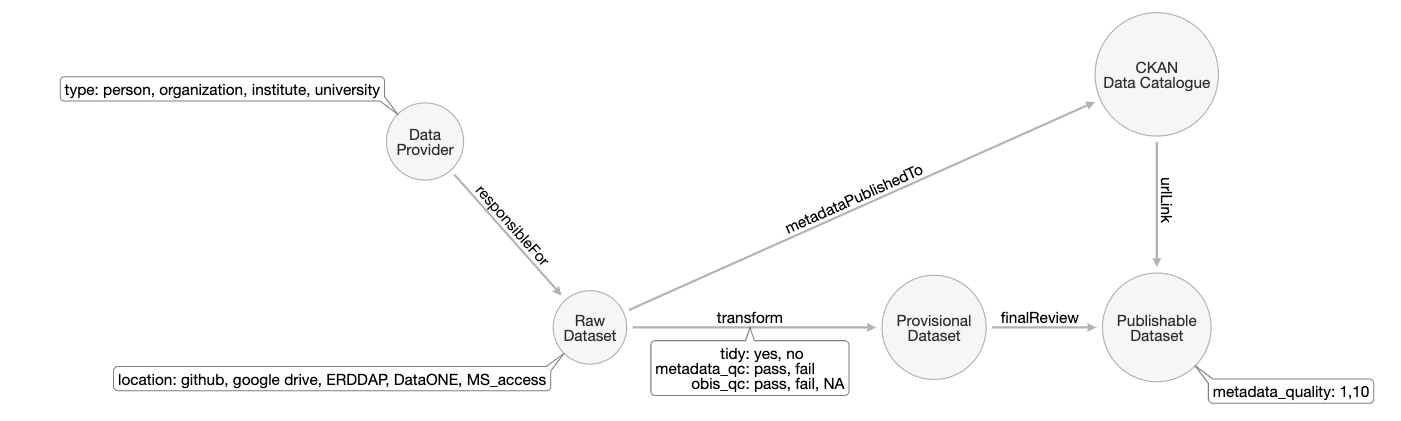 CKAN
Data Catalogue
type: person, organization, institute, university
Data
Provider
responsibleFor
metadataPublishedTo
urlLink
Raw
Dataset
transform
Provisional
Dataset
finalReview
Publishable
Dataset
tidy: yes, no
metadata_qc: pass, fail
obis_qc: pass, fail, NA
location: github, google drive, ERDDAP, DataONE, MS_access
metadata_quality: 1,10